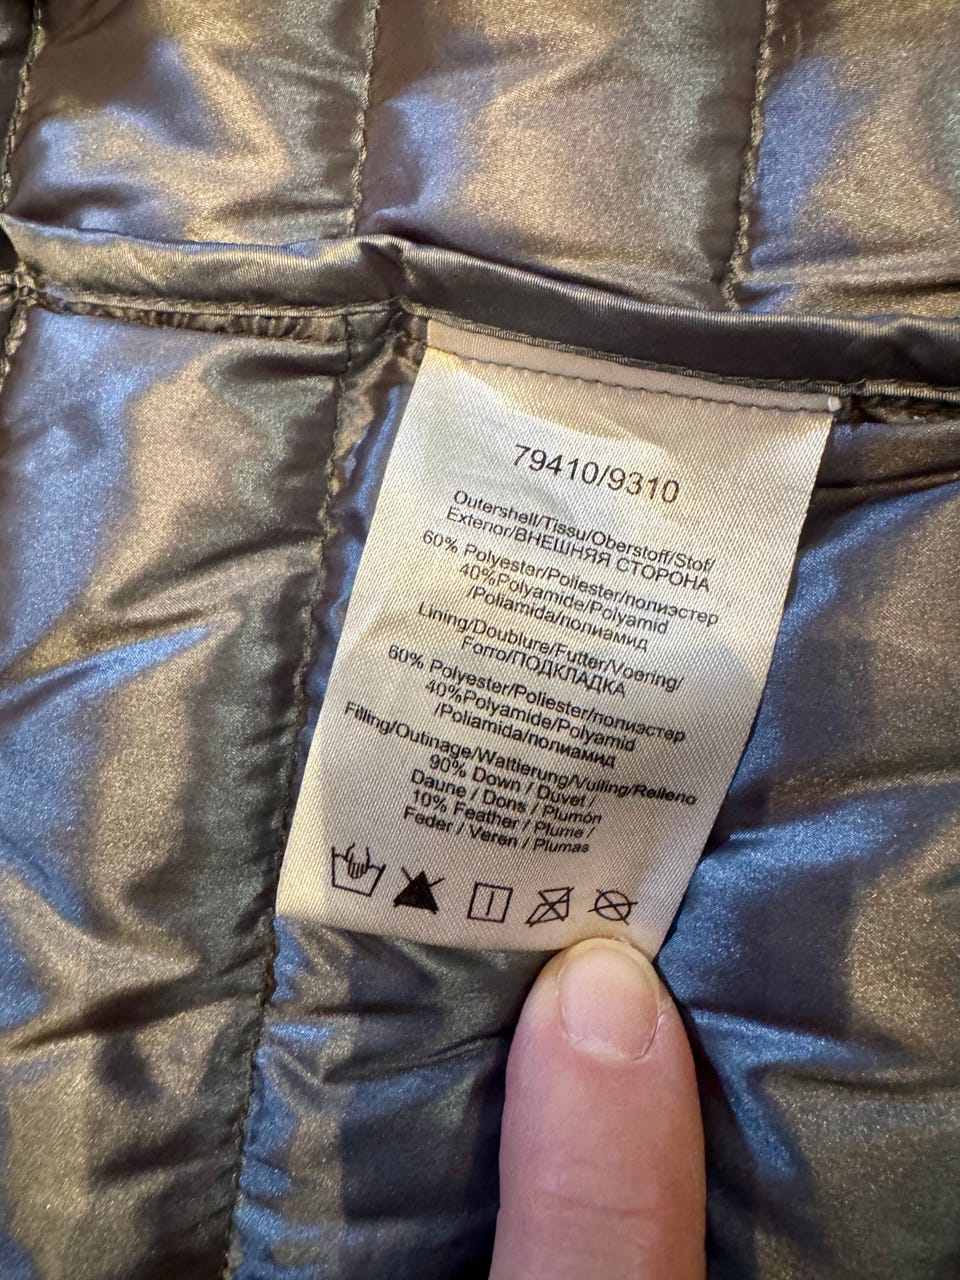 79410/9310
Outershell/Tissu/Oberstoff/Stof/
Exterior/ВНЕШНЯЯ СТОРОНА
60% Polyester/Poliester/полиэстер
40%Polyamide/Polyamid
/Poliamida/полиамид
Lining/Doublure/Futter/Voering/
Forro/ПОДКЛАДКА
60% Polyester/Poliester/полиэстер
40%Polyamide/Polyamid
/Poliamida/полиамид
Filling/Outinage/Wattierung/Vulling/Relleno
90% Down / Duvet /
Daune / Dons / Plumón
10% Feather / Plume /
Feder / Veren / Plumas